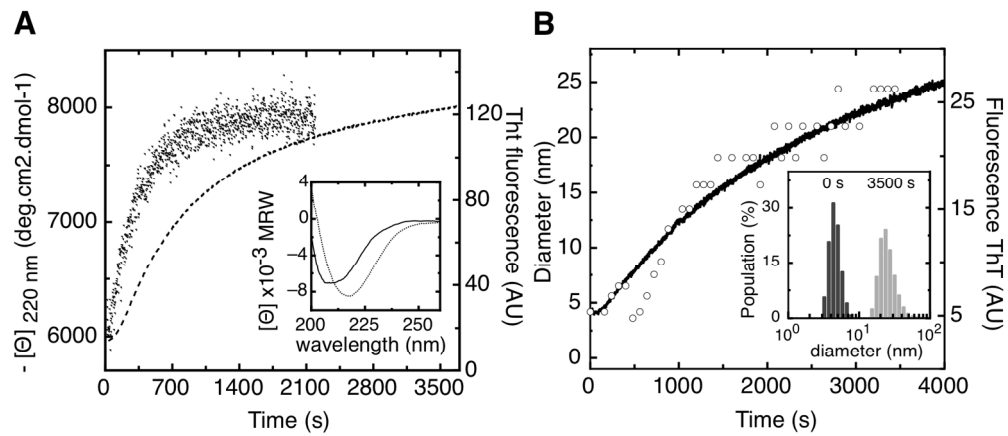 A
- [Θ] 220 nm (deg.cm2.dmol-1)
8000
7000
6000
0
700
1400
2100
2800
3500
Time (s)
120
80
40
0
Tht fluorescence (AU)
[Θ] x10-3 MRW
0
−4
−8
200
225
250
wavelength (nm)
B
Diameter (nm)
25
20
15
10
5
0
0
1000
2000
3000
4000
Time (s)
25
15
5
Fluorescence ThT (AU)
0 s
3500 s
Population (%)
30
15
0
100
101
102
diameter (nm)